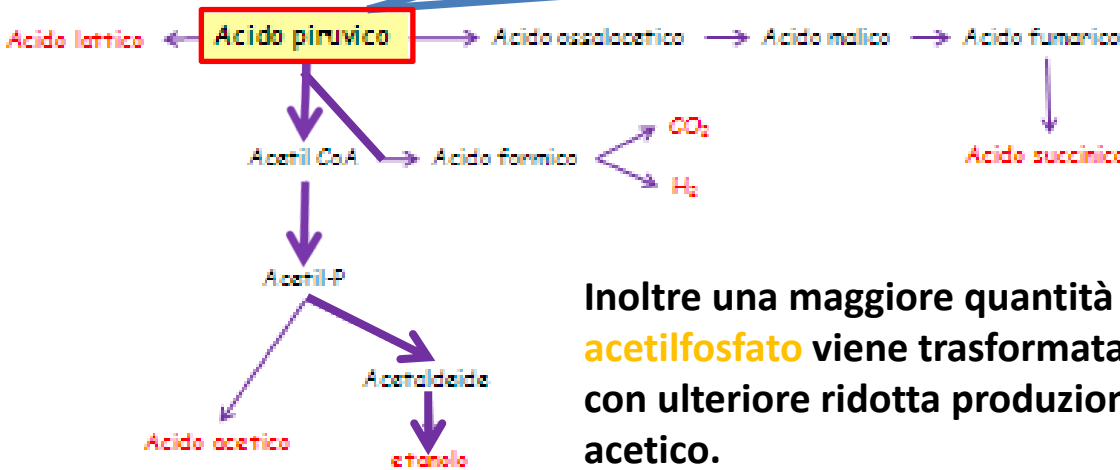 Acido lattico
Acido piruvico
Acido ossalacetico
Acido malico
Acido fumarico
CO₂
Acetil CoA
Acido formico
Acido succinico
H₂
Acetil-P
Inoltre una maggiore quantità
acetilfosfato viene trasformata
Acetaldeide
con ulteriore ridotta produzion
Acido acetico
etanolo
acetico.